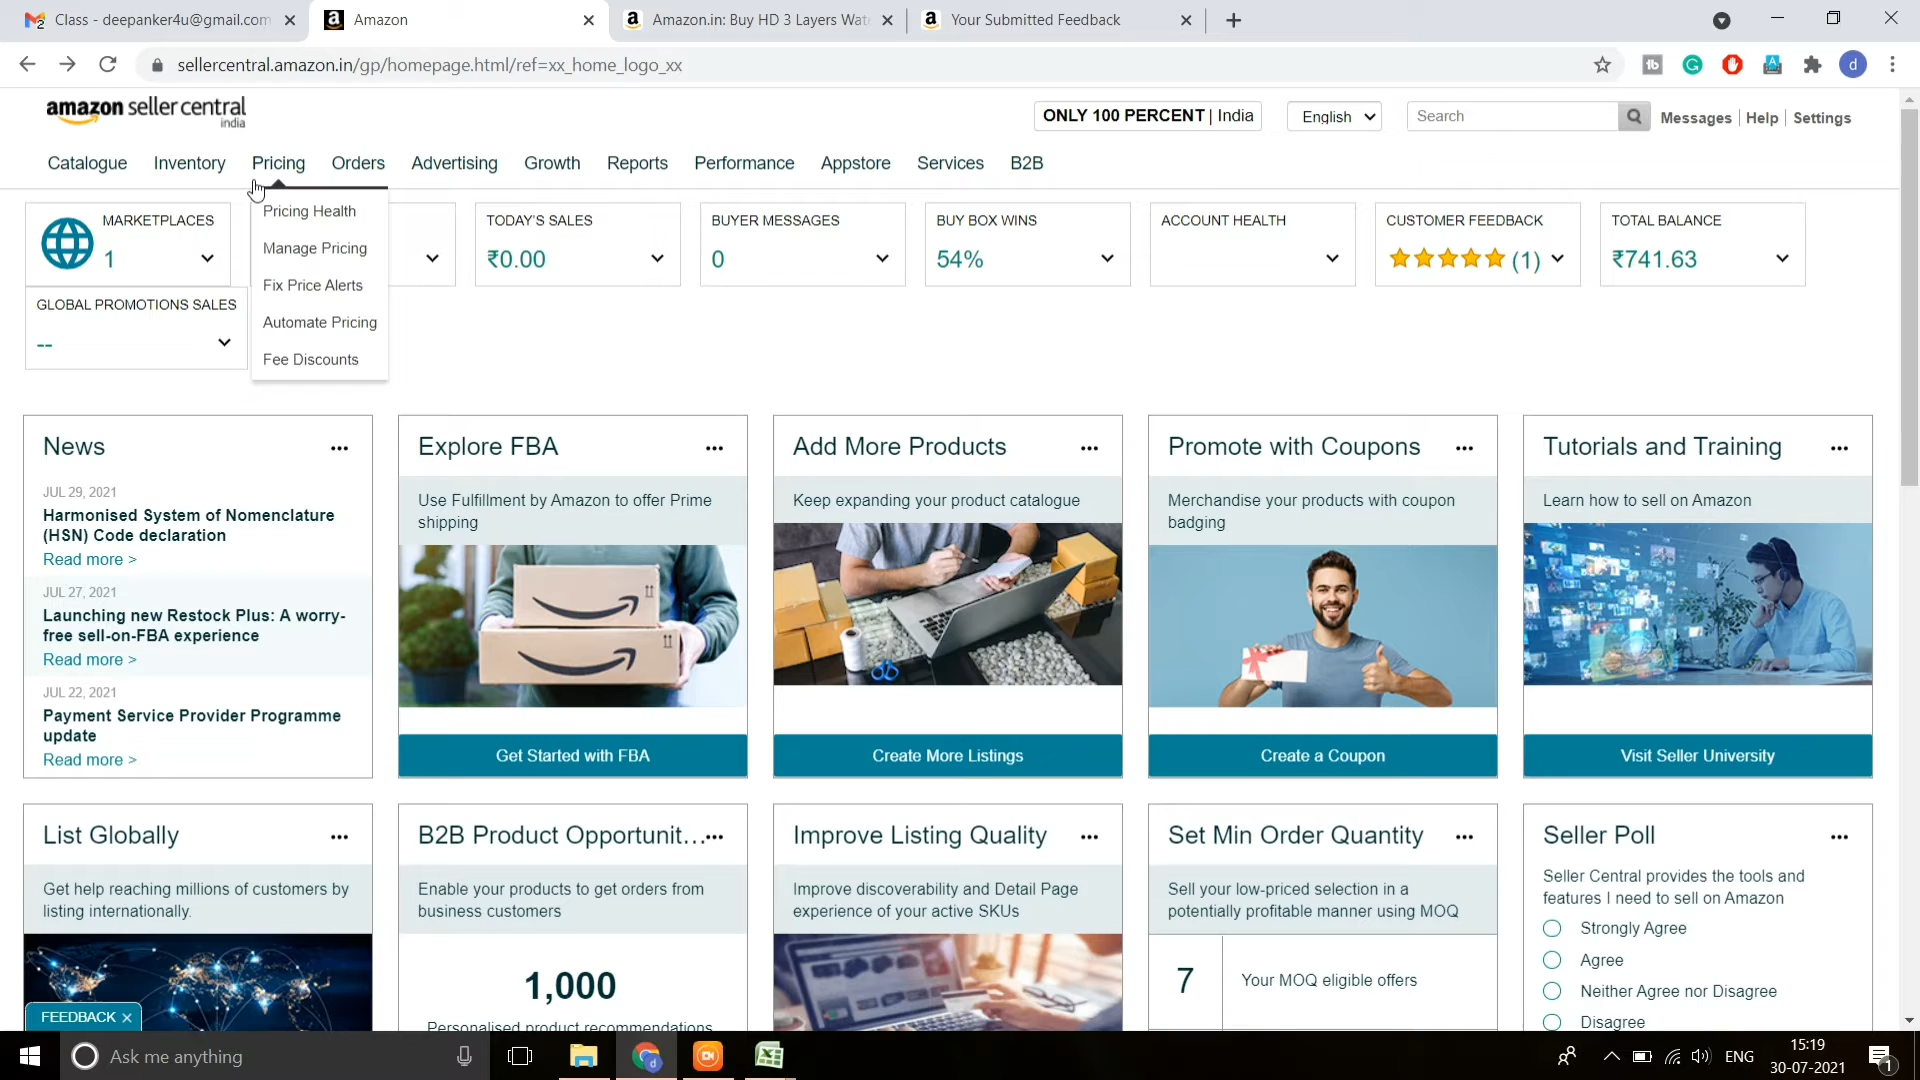 Class - deepanker4u@gmail.com
Amazon
Amazon.in: Buy HD 3 Layers Wate
Your Submitted Feedback
sellercentral.amazon.in/gp/homepage.html/ref=xx_home_logo_xx
d
amazon seller central
india
ONLY 100 PERCENT | India
English
Search
Messages
Help
Settings
Catalogue
Inventory
Pricing
Orders
Advertising
Growth
Reports
Performance
Appstore
Services
B2B
Pricing Health
Manage Pricing
Fix Price Alerts
Automate Pricing
Fee Discounts
MARKETPLACES
1
TODAY'S SALES
₹0.00
BUYER MESSAGES
0
BUY BOX WINS
54%
ACCOUNT HEALTH
CUSTOMER FEEDBACK
(1)
TOTAL BALANCE
₹741.63
GLOBAL PROMOTIONS SALES
--
News
JUL 29, 2021
Harmonised System of Nomenclature
(HSN) Code declaration
Read more >
JUL 27, 2021
Launching new Restock Plus: A worry-
free sell-on-FBA experience
Read more >
JUL 22, 2021
Payment Service Provider Programme
update
Read more >
Explore FBA
Use Fulfillment by Amazon to offer Prime
shipping
Get Started with FBA
Add More Products
Keep expanding your product catalogue
Create More Listings
Promote with Coupons
Merchandise your products with coupon
badging
Create a Coupon
Tutorials and Training
Learn how to sell on Amazon
Visit Seller University
List Globally
Get help reaching millions of customers by
listing internationally.
FEEDBACK
B2B Product Opportunit...
Enable your products to get orders from
business customers
1,000
Personalised product recommendations
Improve Listing Quality
Improve discoverability and Detail Page
experience of your active SKUs
Set Min Order Quantity
Sell your low-priced selection in a
potentially profitable manner using MOQ
7
Your MOQ eligible offers
Seller Poll
Seller Central provides the tools and
features I need to sell on Amazon
Strongly Agree
Agree
Neither Agree nor Disagree
Disagree
Ask me anything
ENG
15:19
30-07-2021
1